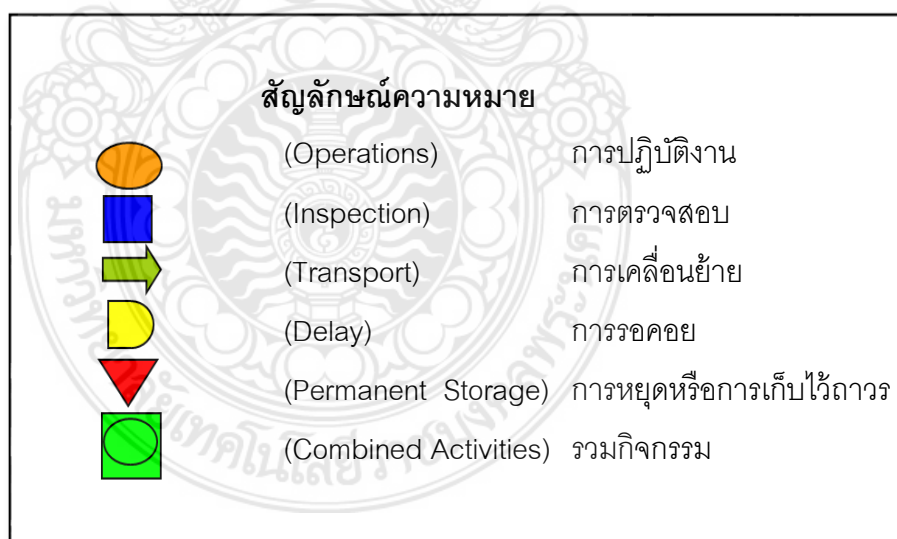 สัญลักษณ์ความหมาย
(Operations) การปฏิบัติงาน
(Inspection) การตรวจสอบ
(Transport) การเคลื่อนย้าย
(Delay) การรอคอย
(Permanent Storage) การหยุดหรือการเก็บไว้ถาวร
(Combined Activities) รวมกิจกรรม